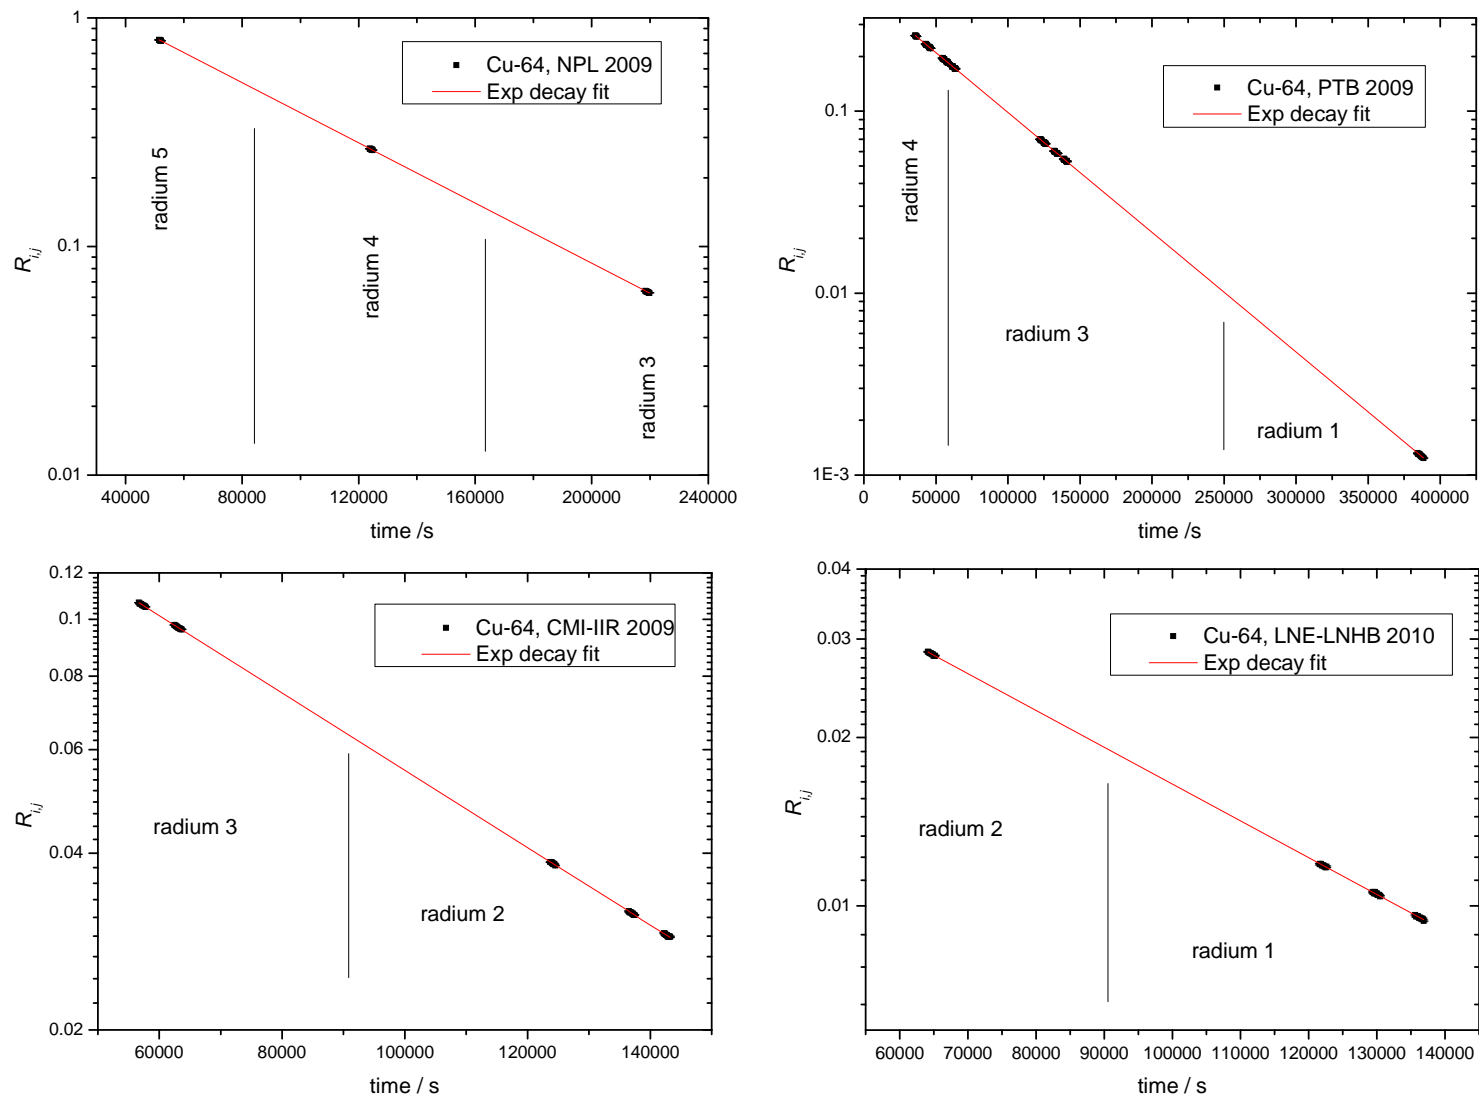 1
0.1
0.01
R i,j
Cu-64, NPL 2009
Exp decay fit
radium 5
radium 4
radium 3
40000 80000 120000 160000 200000 240000
time /s
0.1
0.01
1E-3
R i,j
Cu-64, PTB 2009
Exp decay fit
radium 4
radium 3
radium 1
0 50000 100000 150000 200000 250000 300000 350000 400000
time /s
0.12
0.1
0.08
0.06
0.04
0.02
R i,j
Cu-64, CMI-IIR 2009
Exp decay fit
radium 3
radium 2
60000 80000 100000 120000 140000
time / s
0.04
0.03
0.02
0.01
R i,j
Cu-64, LNE-LNHB 2010
Exp decay fit
radium 2
radium 1
60000 70000 80000 90000 100000 110000 120000 130000 140000
time / s